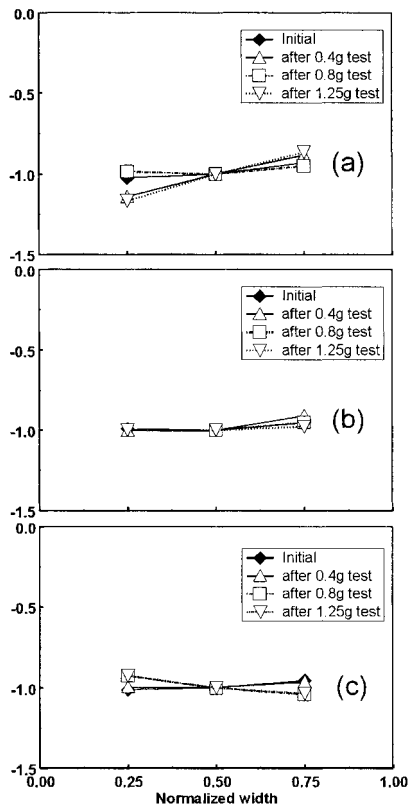 0.0
Initial
after 0.4g test
after 0.8g test
after 1.25g test
-0.5
(a)
-1.0
-1.5
0.0
Initial
after 0.4g test
after 0.8g test
after 1.25g test
-0.5
(b)
-1.0
-1.5
0.0
Initial
after 0.4g test
after 0.8g test
after 1.25g test
-0.5
(c)
-1.0
-1.5
0.00 0.25 0.50 0.75 1.00
Normalized width